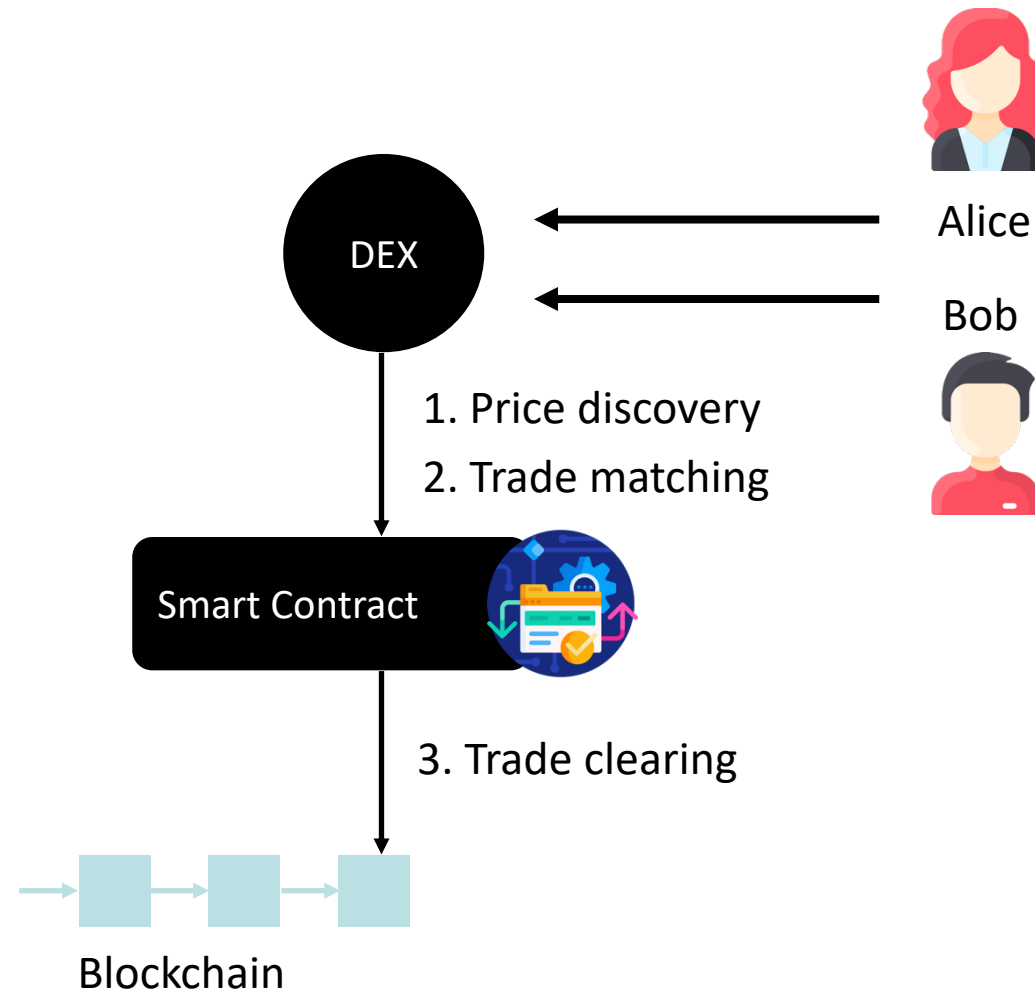 Alice
DEX
Bob
1. Price discovery
2. Trade matching
Smart Contract
3. Trade clearing
Blockchain